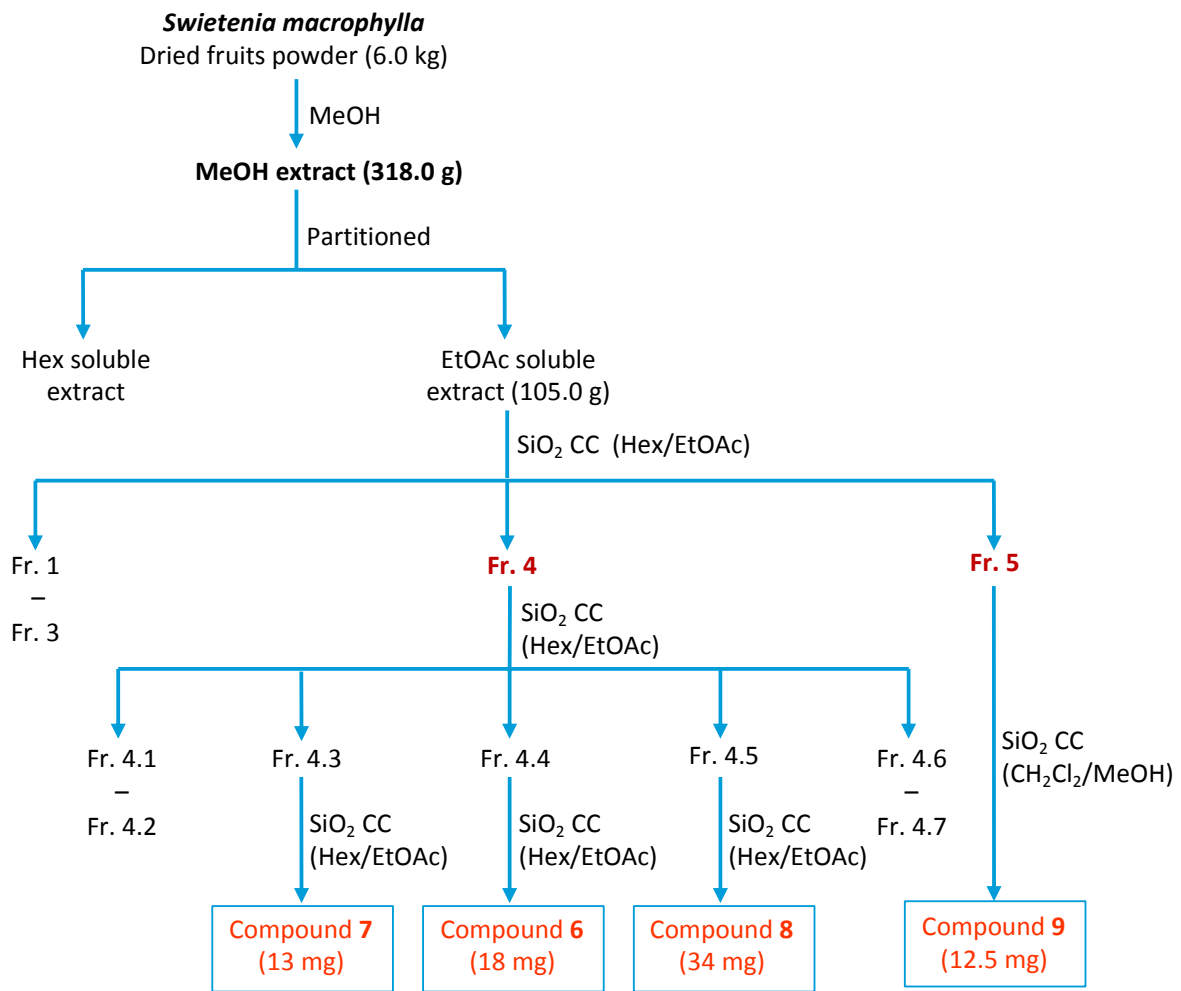 Swietenia macrophylla
Dried fruits powder (6.0 kg)
MeOH
MeOH extract (318.0 g)
Partitioned
Hex soluble
extract
EtOAc soluble
extract (105.0 g)
SiO₂ CC (Hex/EtOAc)
Fr. 1
–
Fr. 3
Fr. 4
Fr. 5
SiO₂ CC
(Hex/EtOAc)
Fr. 4.1
–
Fr. 4.2
Fr. 4.3
Fr. 4.4
Fr. 4.5
Fr. 4.6
–
Fr. 4.7
SiO₂ CC
(CH₂Cl₂/MeOH)
SiO₂ CC
(Hex/EtOAc)
SiO₂ CC
(Hex/EtOAc)
SiO₂ CC
(Hex/EtOAc)
Compound 7
(13 mg)
Compound 6
(18 mg)
Compound 8
(34 mg)
Compound 9
(12.5 mg)